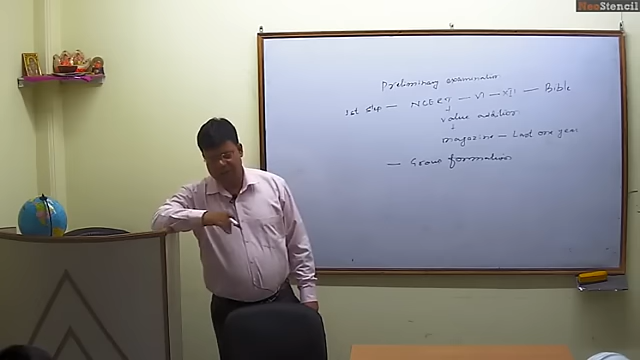 NeoStencil
Preliminary examination
1st step — NCERT — VI — XII — Bible
value addition
magazine — Last one year
— Group formation